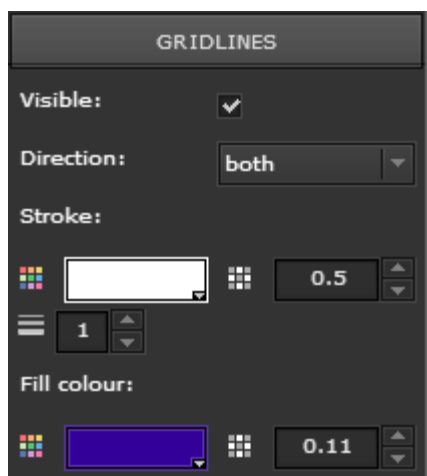 GRIDLINES
Visible:
Direction: both
Stroke:
0.5
1
Fill colour:
0.11